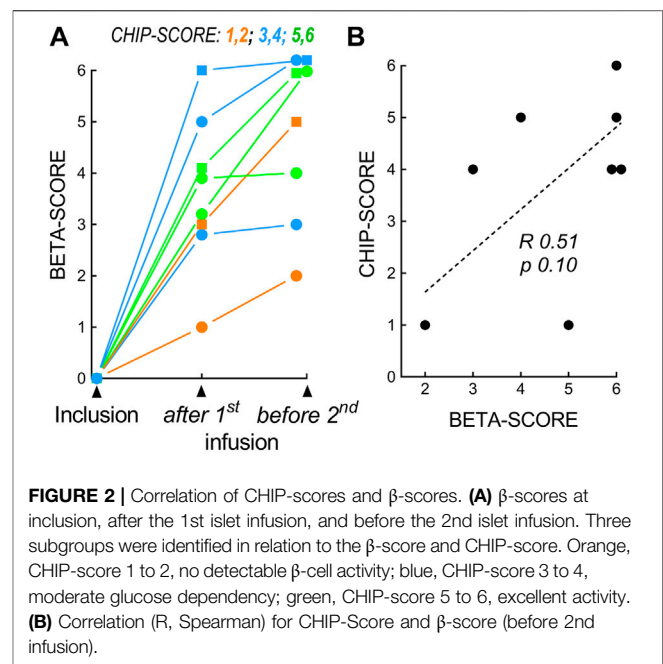 A
CHIP-SCORE: 1,2; 3,4; 5,6
BETA-SCORE
6
5
4
3
2
1
0
Inclusion after 1st before 2nd
infusion
B
CHIP-SCORE
6
5
4
3
2
1
0
R 0.51
p 0.10
2 3 4 5 6
BETA-SCORE
FIGURE 2 | Correlation of CHIP-scores and β-scores. (A) β-scores at
inclusion, after the 1st islet infusion, and before the 2nd islet infusion. Three
subgroups were identified in relation to the β-score and CHIP-score. Orange,
CHIP-score 1 to 2, no detectable β-cell activity; blue, CHIP-score 3 to 4,
moderate glucose dependency; green, CHIP-score 5 to 6, excellent activity.
(B) Correlation (R, Spearman) for CHIP-Score and β-score (before 2nd
infusion).